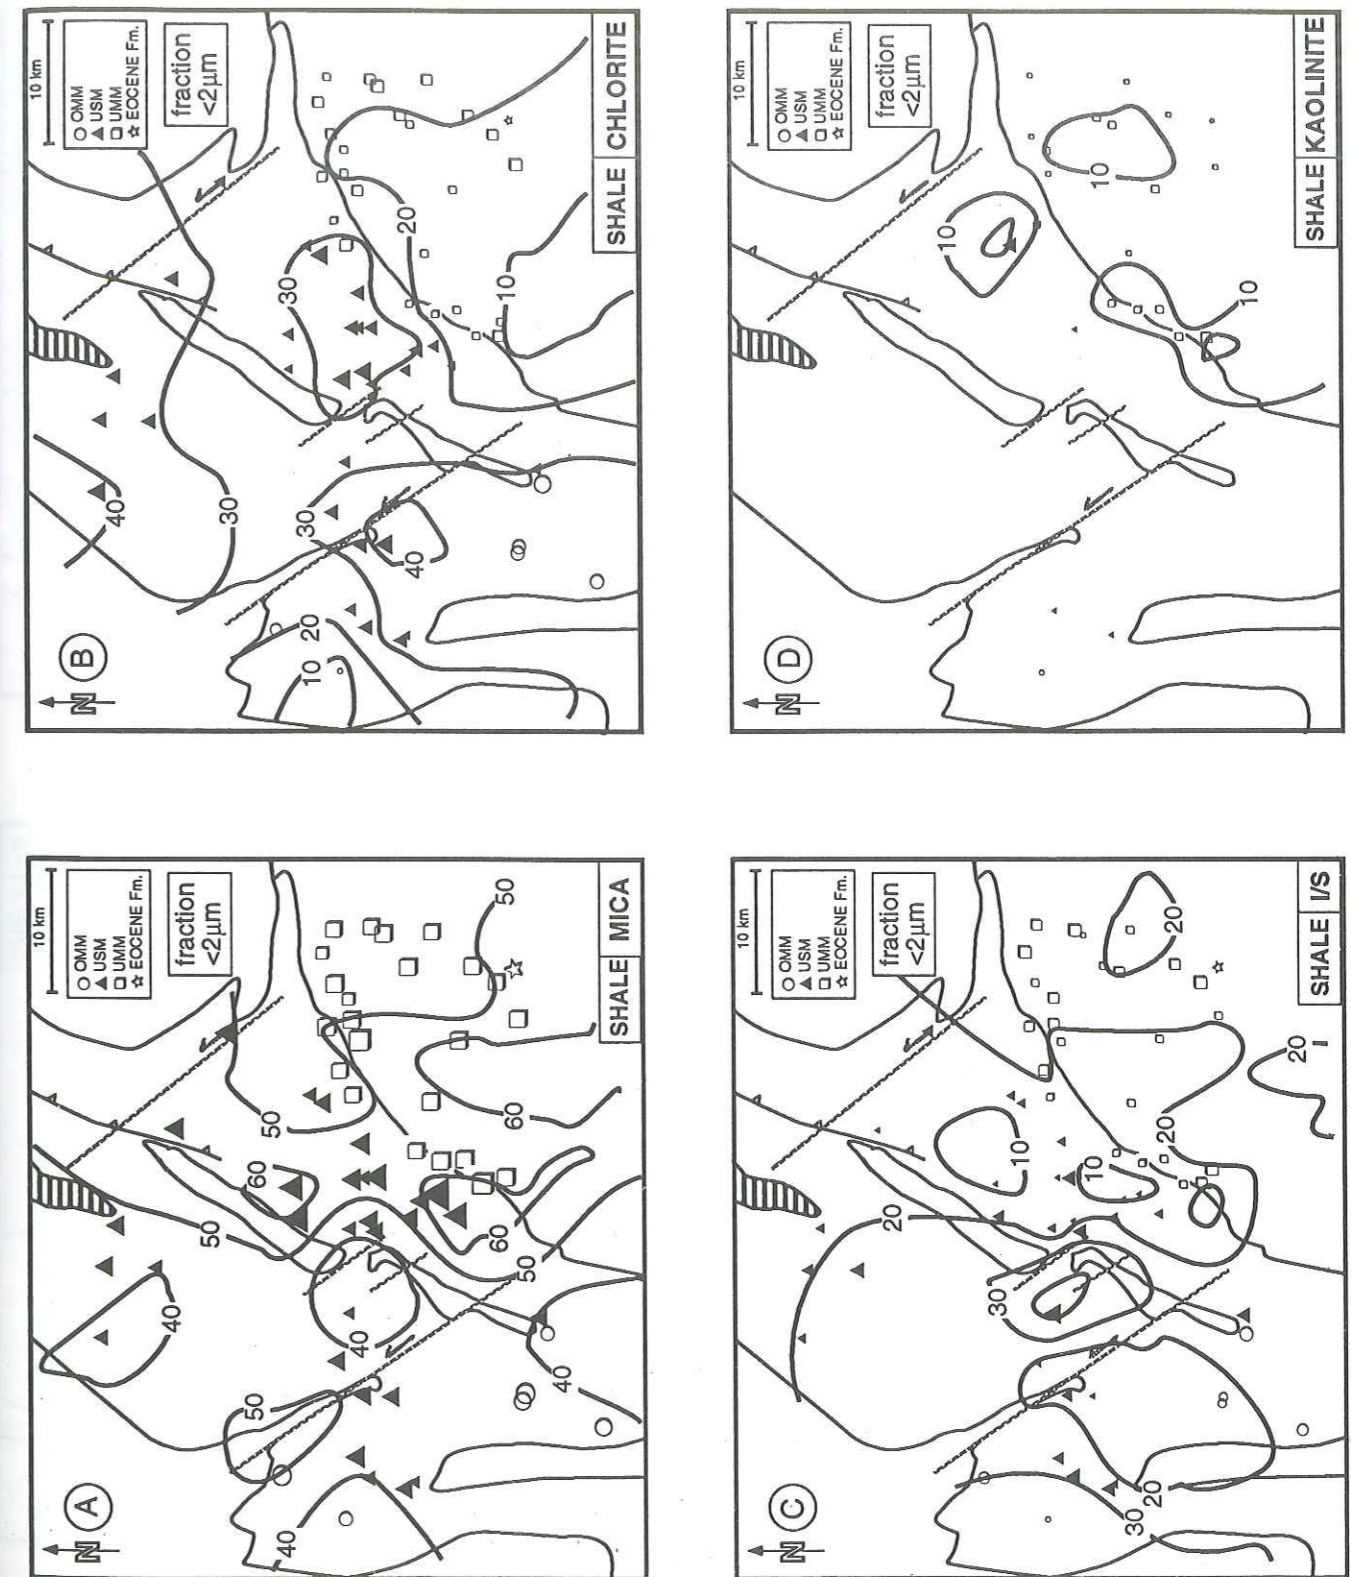 A
N
10 km
OMM
USM
UMM
EOCENE Fm.
fraction
<2µm
50
60
50
40
50
60
40
60
50
40
50
40
SHALE MICA
B
N
10 km
OMM
USM
UMM
EOCENE Fm.
fraction
<2µm
40
30
30
30
20
20
10
40
10
SHALE CHLORITE
C
N
10 km
OMM
USM
UMM
EOCENE Fm.
fraction
<2µm
20
10
30
10
20
20
20
20
30
SHALE I/S
D
N
10 km
OMM
USM
UMM
EOCENE Fm.
fraction
<2µm
10
10
10
SHALE KAOLINITE